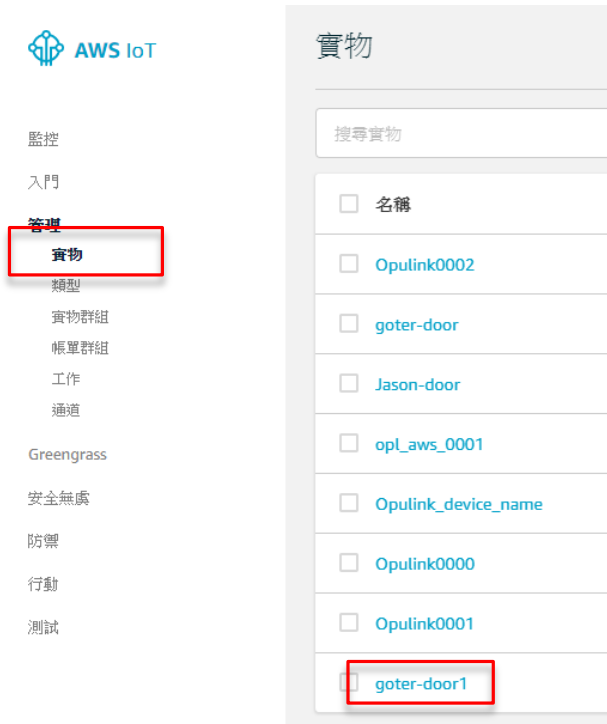 AWS IoT
監控
入門
管理
實物
類型
實物群組
帳單群組
工作
通道
Greengrass
安全無虞
防禦
行動
測試
實物
搜尋實物
名稱
Opulink0002
goter-door
Jason-door
opl_aws_0001
Opulink_device_name
Opulink0000
Opulink0001
goter-door1